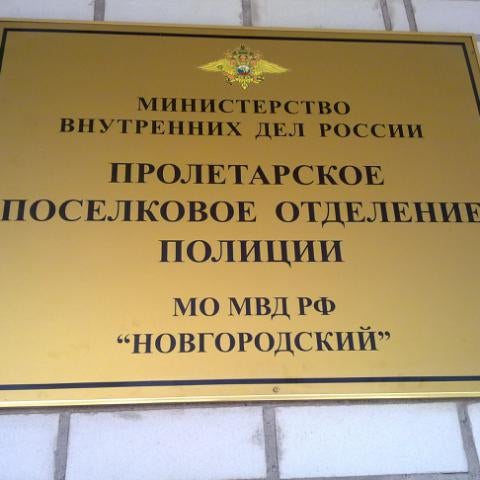 МИНИСТЕРСТВО
ВНУТРЕННИХ ДЕЛ РОССИИ
ПРОЛЕТАРСКОЕ
ПОСЕЛКОВОЕ ОТДЕЛЕНИЕ
ПОЛИЦИИ
МО МВД РФ
“НОВГОРОДСКИЙ”